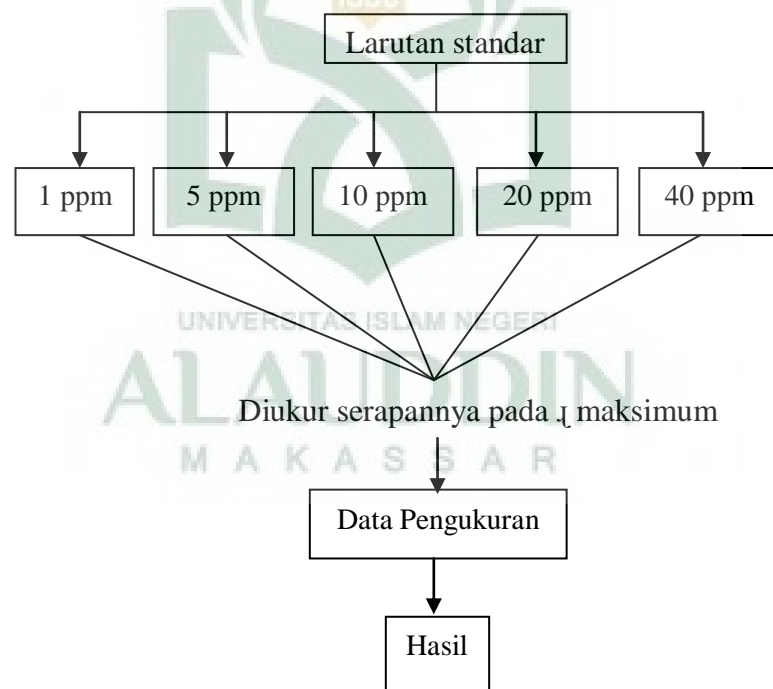 Larutan standar
1 ppm 5 ppm 10 ppm 20 ppm 40 ppm
UNIVERSITAS ISLAM NEGERI
ALAUDDIN
Diukur serapannya pada maksimum
MAKASSAR
Data Pengukuran
Hasil